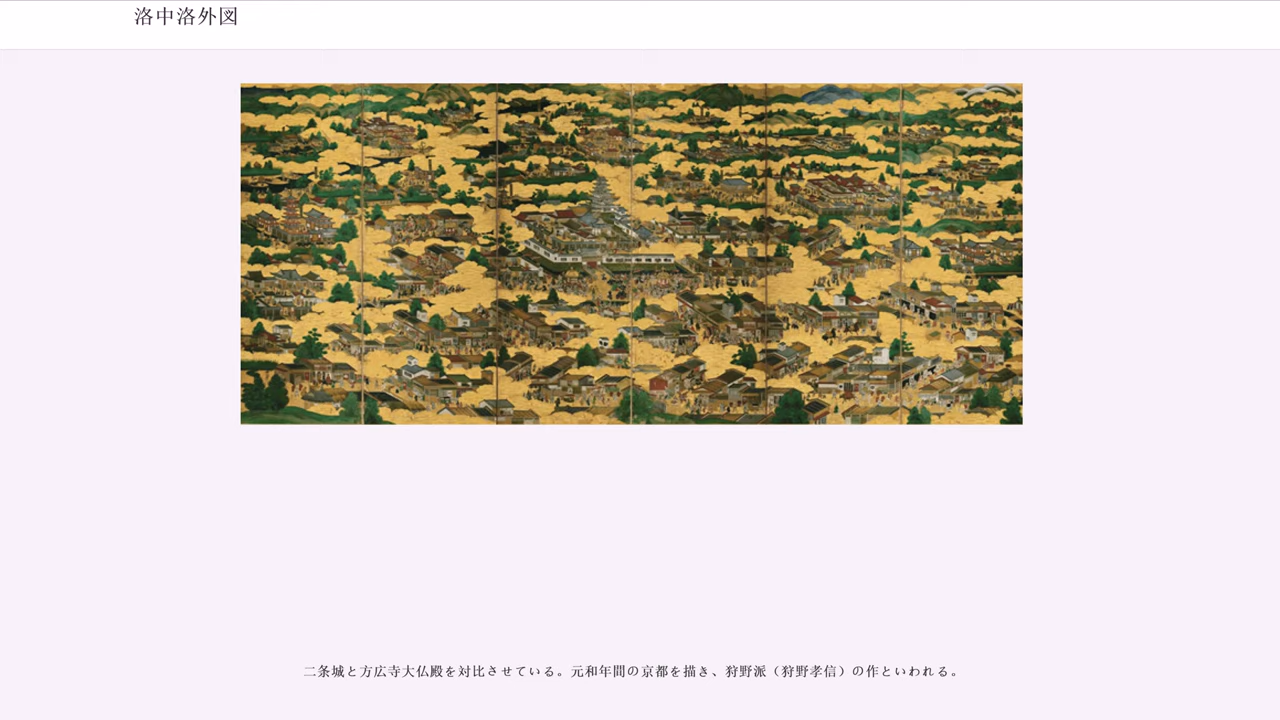 洛中洛外図
二条城と方広寺大仏殿を対比させている。元和年間の京都を描き、狩野派（狩野孝信）の作といわれる。